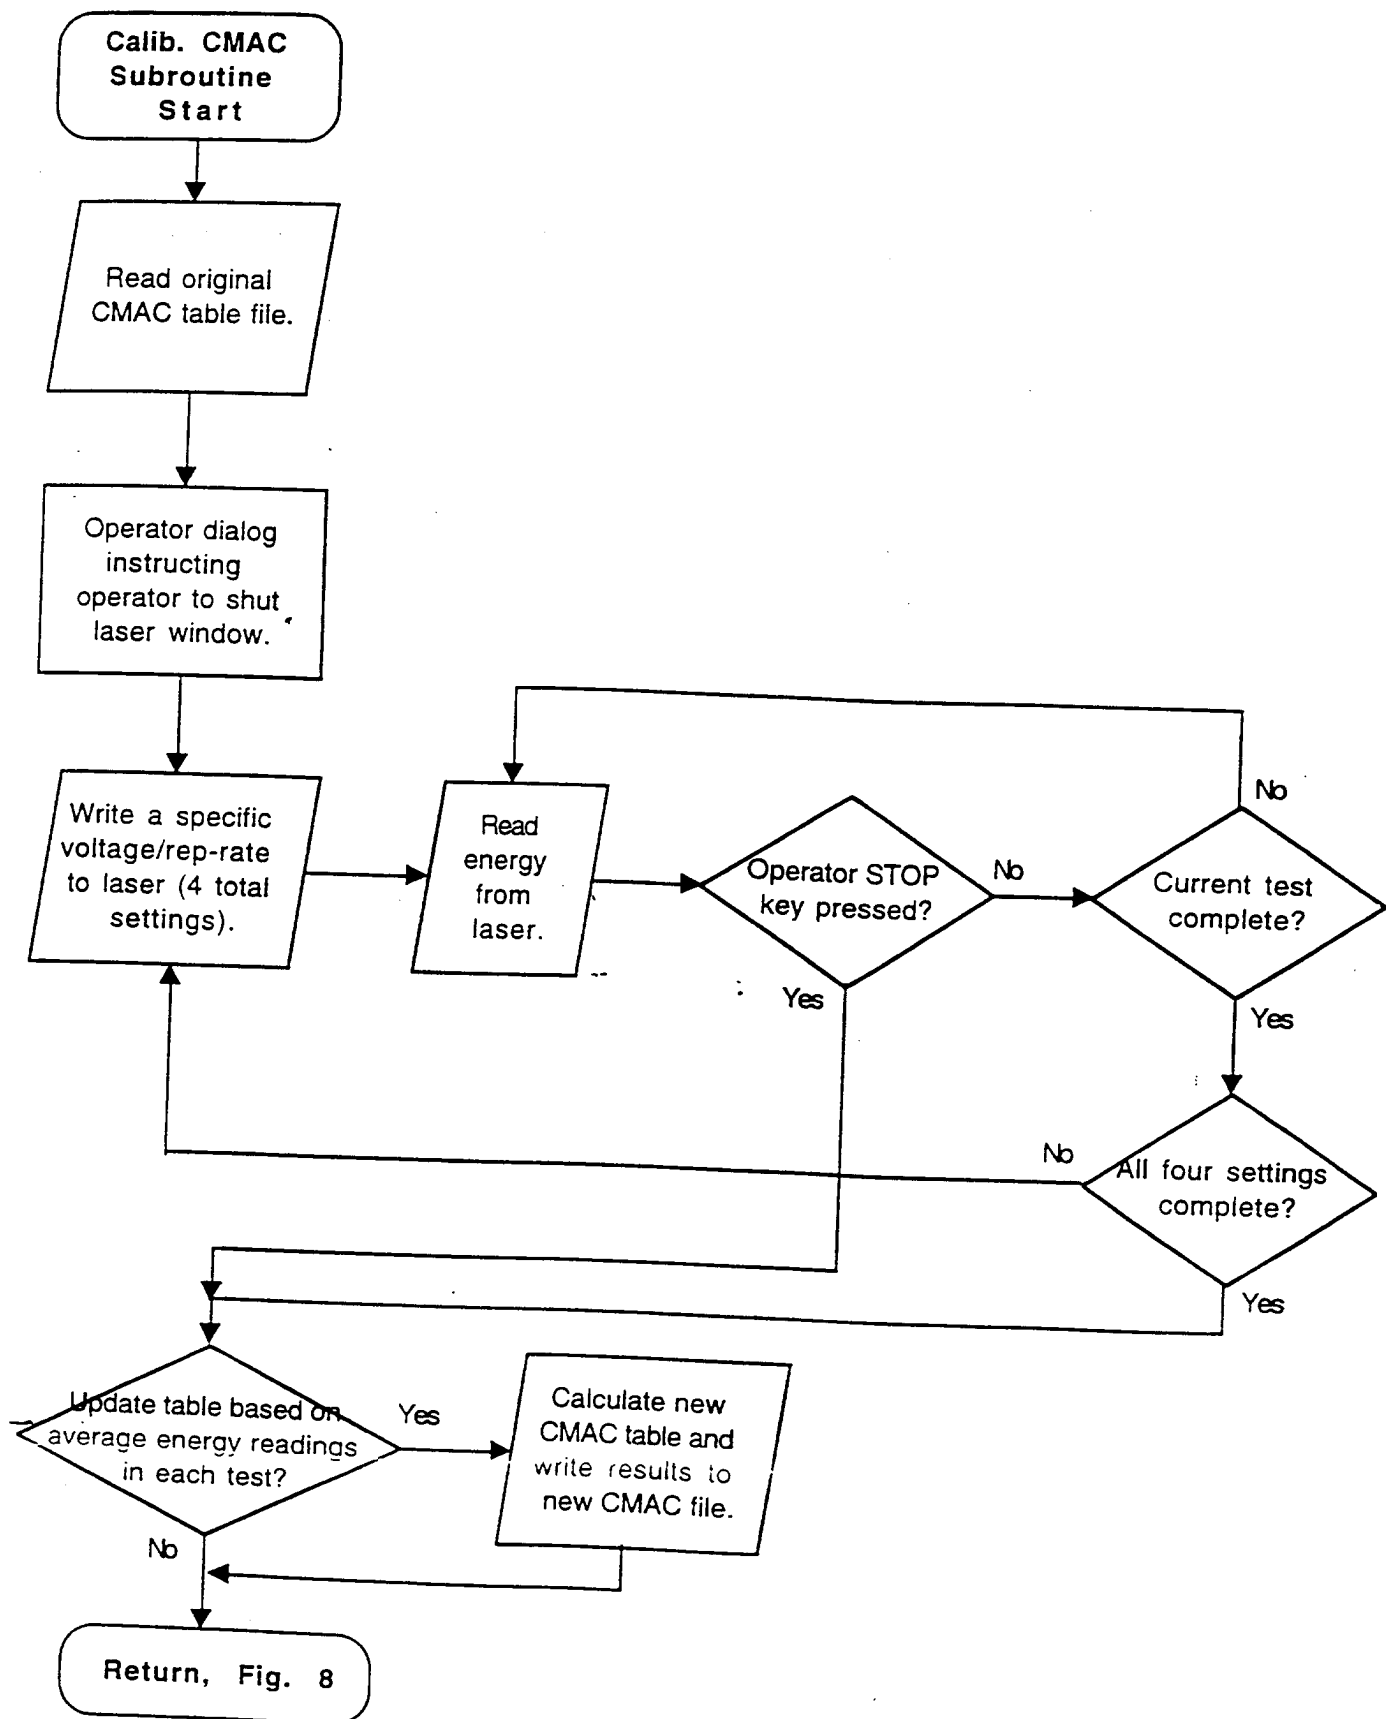 Calib. CMAC
Subroutine
Start
Read original
CMAC table file.
Operator dialog
instructing
operator to shut
laser window.
Write a specific
voltage/rep-rate
to laser (4 total
settings).
Read
energy
from
laser.
Operator STOP
key pressed?
No
Yes
Current test
complete?
No
Yes
All four settings
complete?
No
Yes
Update table based on
average energy readings
in each test?
Yes
No
Calculate new
CMAC table and
write results to
new CMAC file.
Return, Fig. 8